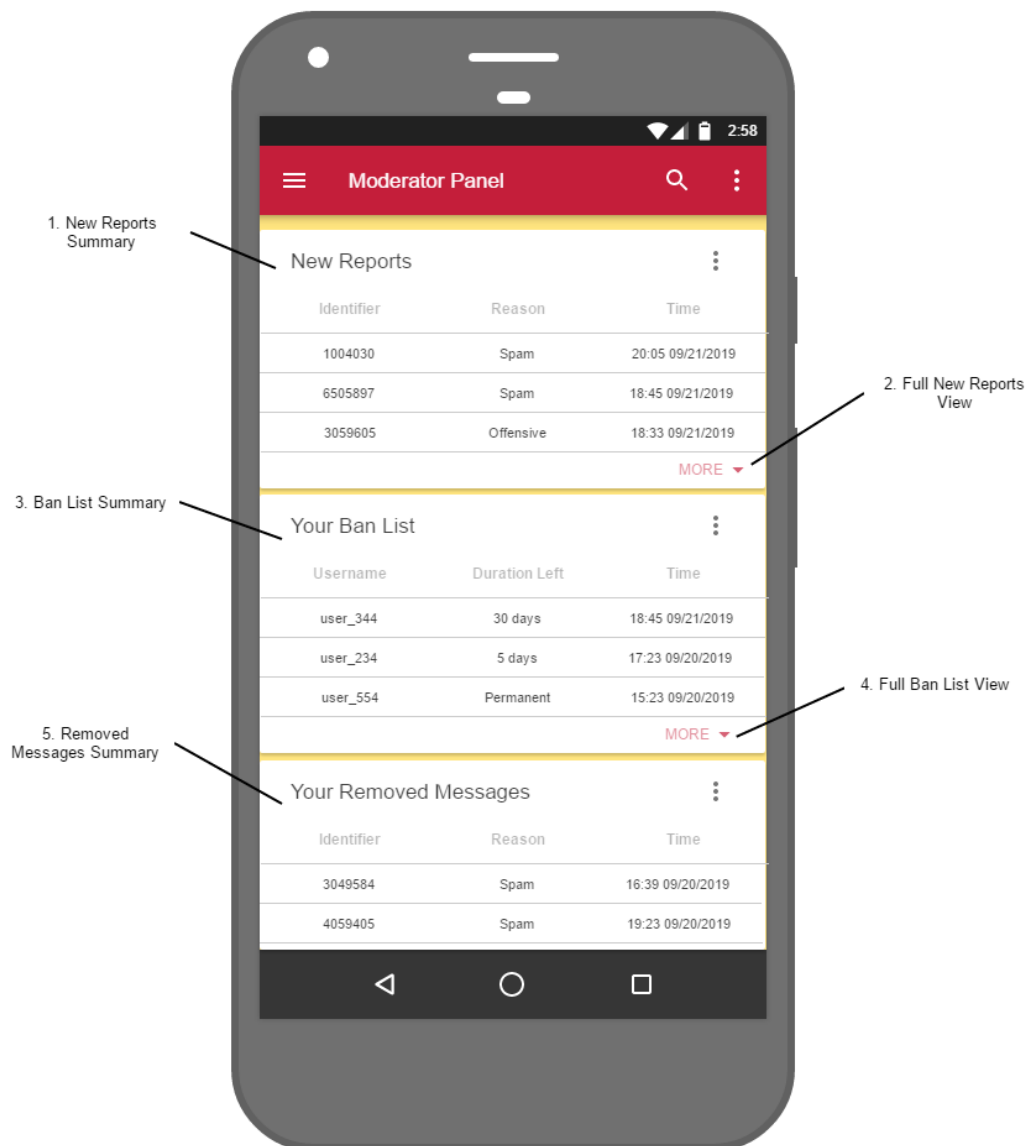 2:58
Moderator Panel
1. New Reports
Summary
New Reports
Identifier Reason Time
1004030 Spam 20:05 09/21/2019
6505897 Spam 18:45 09/21/2019
3059605 Offensive 18:33 09/21/2019
MORE
2. Full New Reports
View
3. Ban List Summary
Your Ban List
Username Duration Left Time
user_344 30 days 18:45 09/21/2019
user_234 5 days 17:23 09/20/2019
user_554 Permanent 15:23 09/20/2019
MORE
4. Full Ban List View
5. Removed
Messages Summary
Your Removed Messages
Identifier Reason Time
3049584 Spam 16:39 09/20/2019
4059405 Spam 19:23 09/20/2019